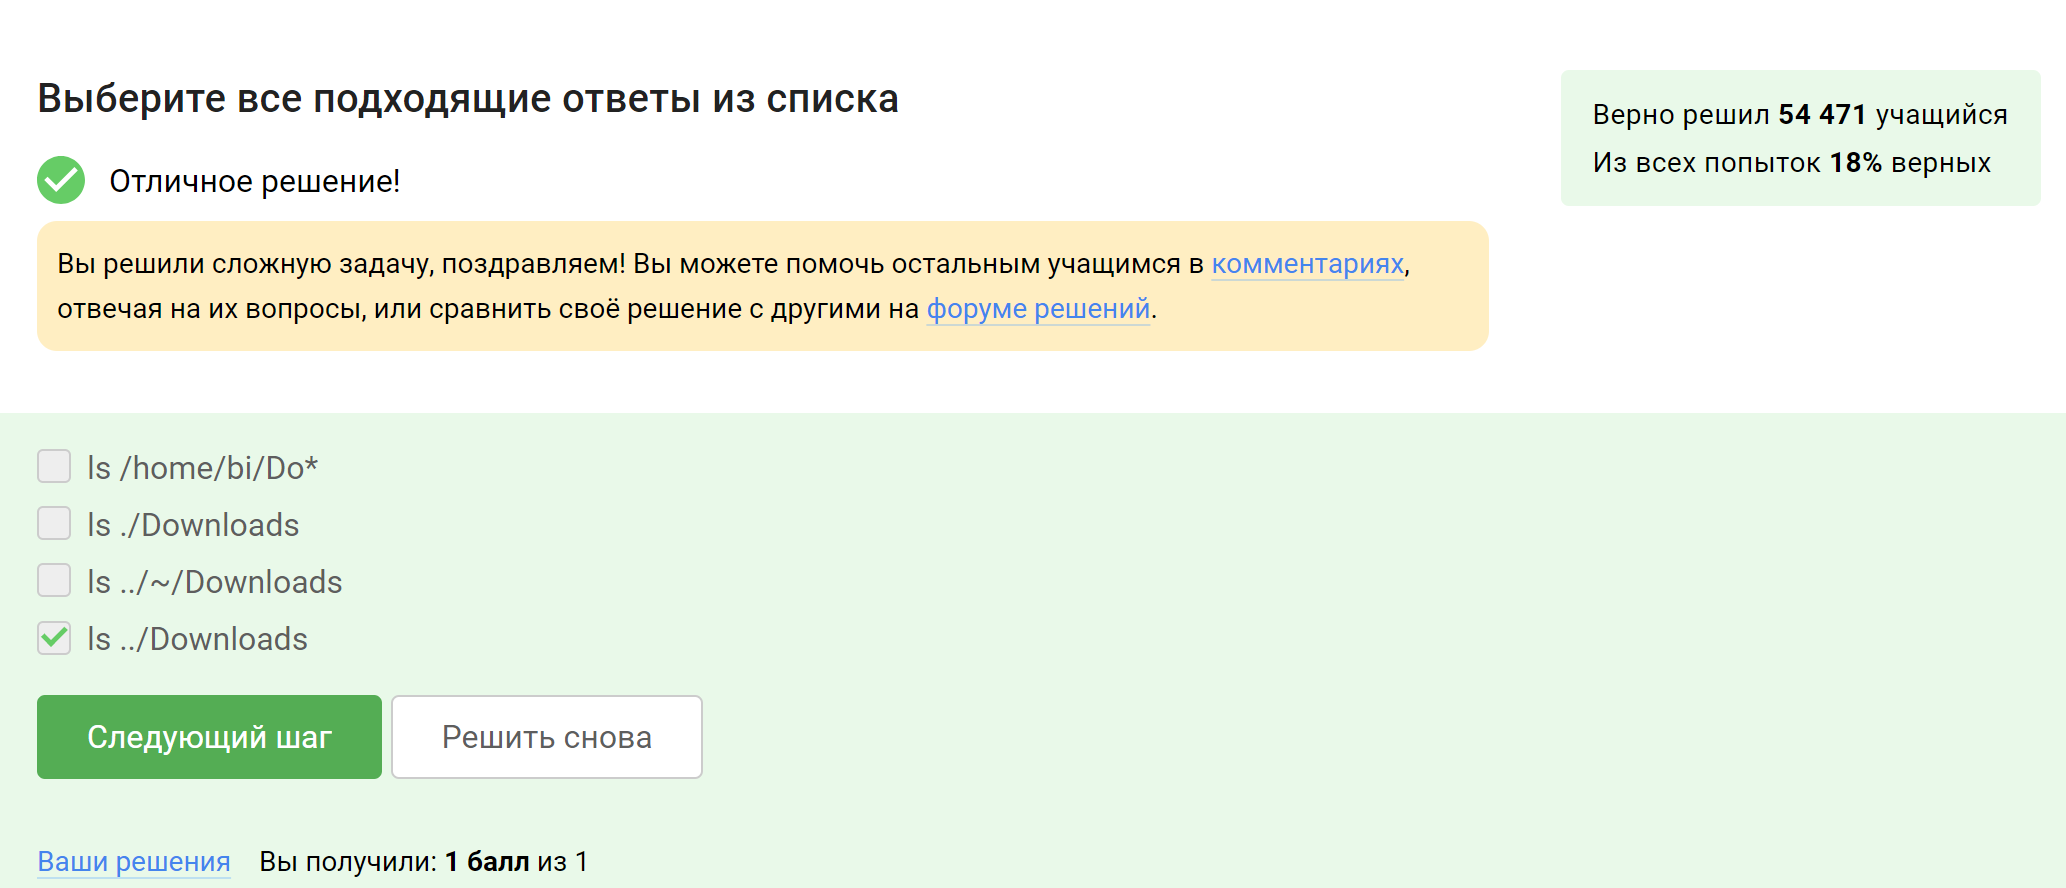 Выберите все подходящие ответы из списка
Отличное решение!
Вы решили сложную задачу, поздравляем! Вы можете помочь остальным учащимся в комментариях,
отвечая на их вопросы, или сравнить своё решение с другими на форуме решений.
Верно решил 54 471 учащийся
Из всех попыток 18% верных
ls /home/bi/Do*
ls ./Downloads
ls ../~/Downloads
ls ../Downloads
Следующий шаг
Решить снова
Ваши решения Вы получили: 1 балл из 1